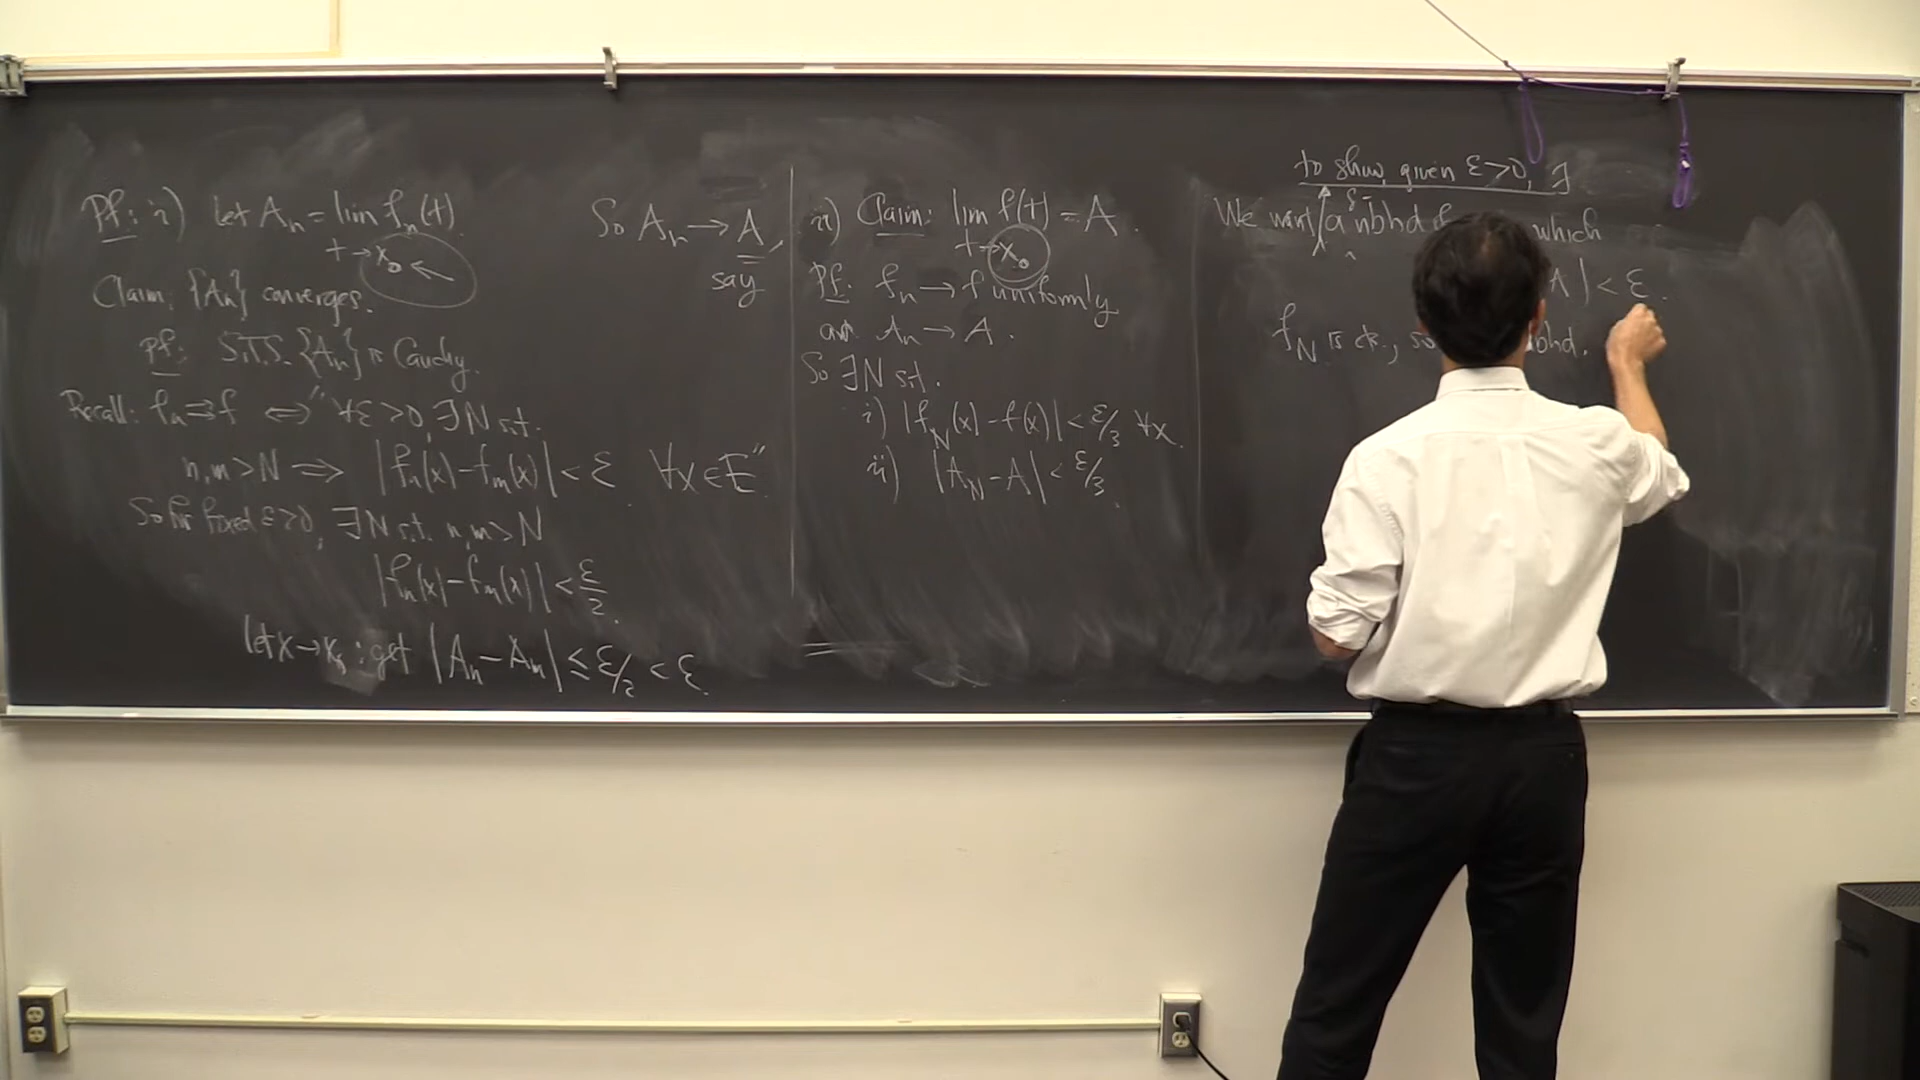 Pf: i) Let Aₙ = lim fₙ(t).
t → x₀ ←
Claim: {Aₙ} converges.
Pf: S.T.S. {Aₙ} is Cauchy.
Recall: fₙ ⇉ f ⟺ "∀ε > 0, ∃N s.t.
n,m > N ⟹ |fₙ(x) - fₘ(x)| < ε ∀x ∈ E"
So for fixed ε > 0, ∃N s.t. n,m > N
|fₙ(x) - fₘ(x)| < ε/2.
let x → x₀ : get |Aₙ - Aₘ| ≤ ε/2 < ε.
So Aₙ → A,
say
ii) Claim: lim f(t) = A.
t → x₀
Pf: fₙ → f uniformly
and Aₙ → A.
So ∃N s.t.
i) |f_N(x) - f(x)| < ε/3 ∀x.
ii) |A_N - A| < ε/3.
to show, given ε > 0, ∃
We want a δ- nbhd which
A| < ε.
f_N is cts., so nbhd.